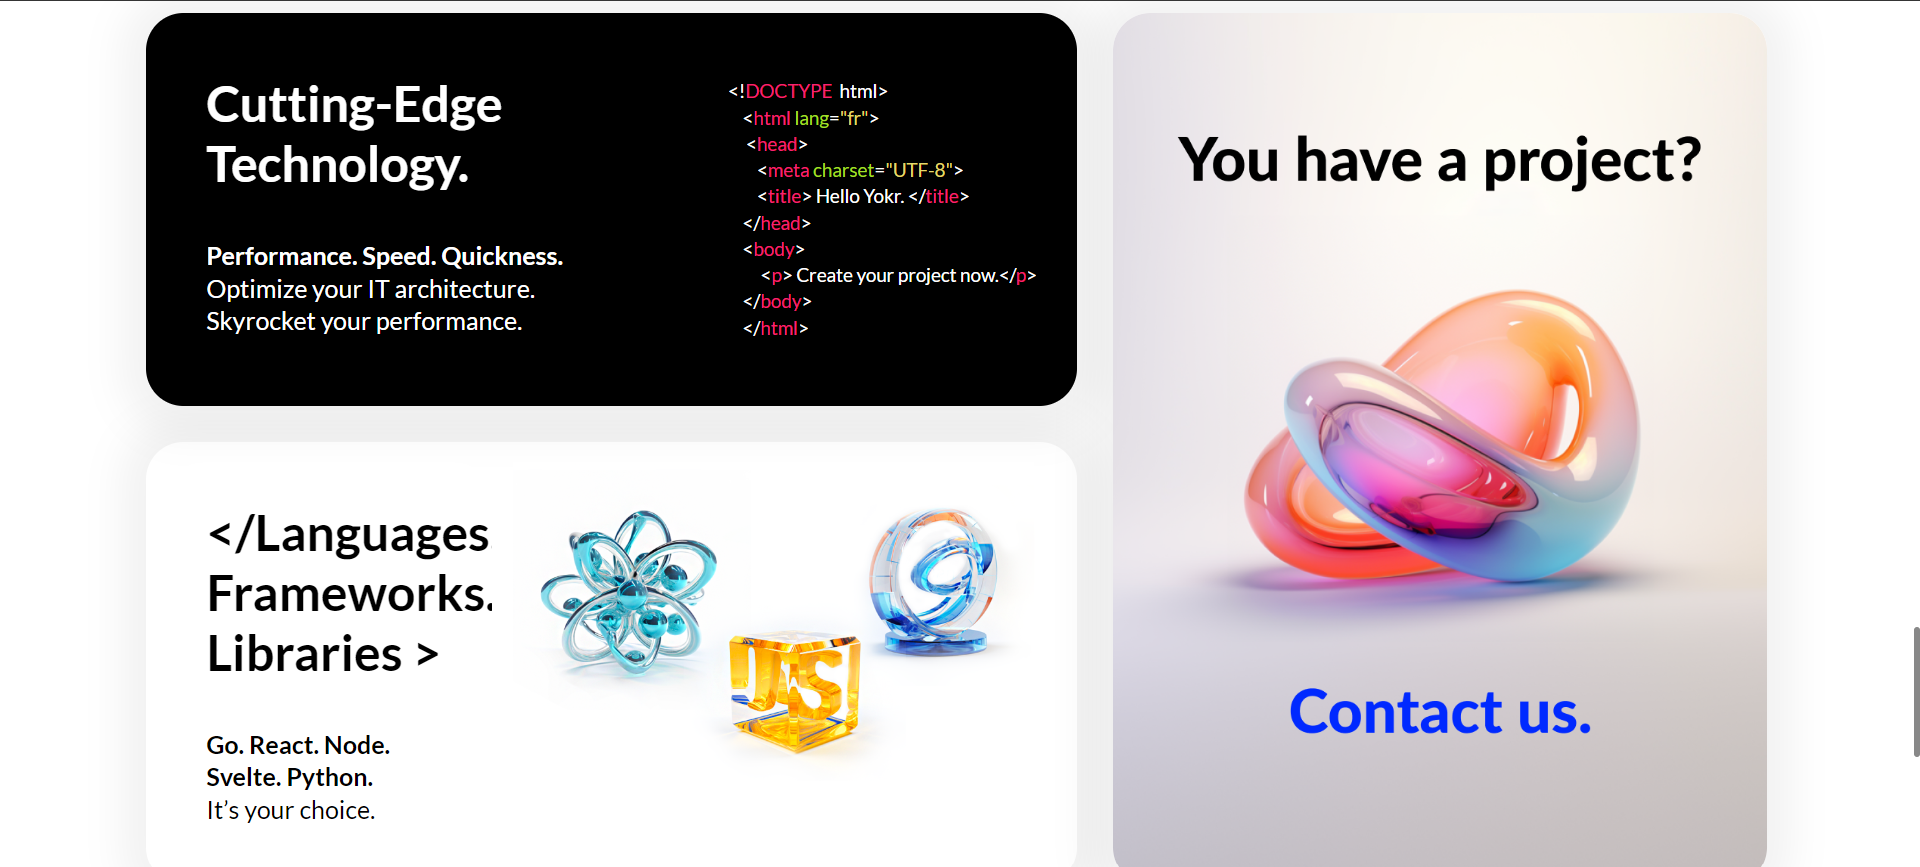 Cutting-Edge
Technology.
Performance. Speed. Quickness.
Optimize your IT architecture.
Skyrocket your performance.
<!DOCTYPE html>
<html lang="fr">
<head>
<meta charset="UTF-8">
<title> Hello Yokr. </title>
</head>
<body>
<p> Create your project now.</p>
</body>
</html>
</Languages.
Frameworks.
Libraries >
JS
Go. React. Node.
Svelte. Python.
It’s your choice.
You have a project?
Contact us.